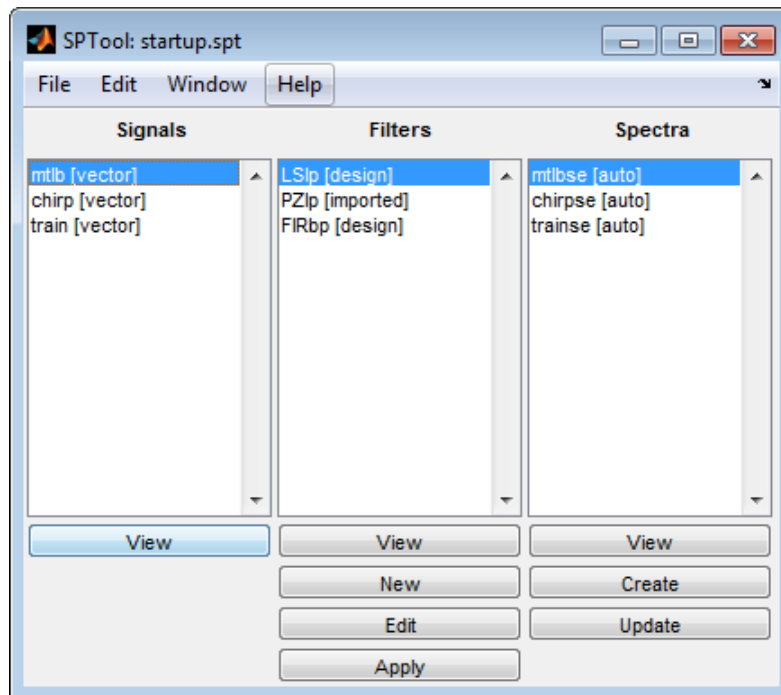 SPTool: startup.spt
File Edit Window Help
Signals Filters Spectra
mtlb [vector]
chirp [vector]
train [vector]
LSlp [design]
PZlp [imported]
FIRbp [design]
mtlbse [auto]
chirpse [auto]
trainse [auto]
View View View
New Create
Edit Update
Apply